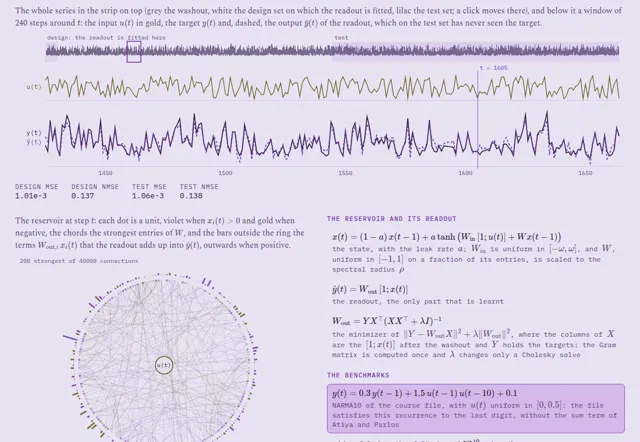 The whole series in the strip on top (grey the washout, white the design set on which the readout is fitted, lilac the test set; a click moves there), and below it a window of
240 steps around t: the input u(t) in gold, the target y(t) and, dashed, the output ŷ(t) of the readout, which on the test set has never seen the target.
design: the readout is fitted here
test
t = 1605
u(t)
y(t)
ŷ(t)
1450
1500
1550
1600
1650
DESIGN MSE
DESIGN NMSE
TEST MSE
TEST NMSE
1.01e-3
0.137
1.06e-3
0.138
The reservoir at step t: each dot is a unit, violet when xᵢ(t) > 0 and gold when
negative, the chords the strongest entries of W, and the bars outside the ring the
terms W_out,i xᵢ(t) that the readout adds up into ŷ(t), outwards when positive.
200 strongest of 40000 connections
u(t)
THE RESERVOIR AND ITS READOUT
x(t) = (1 − a) x(t − 1) + a tanh (W_in [1; u(t)] + Wx(t − 1))
the state, with the leak rate a; W_in is uniform in [−ω, ω], and W,
uniform in [−1, 1] on a fraction of its entries, is scaled to the
spectral radius ρ
ŷ(t) = W_out [1; x(t)]
the readout, the only part that is learnt
W_out = YX⊤(XX⊤ + λI)⁻¹
the minimizer of ‖Y − W_out X‖² + λ‖W_out‖², where the columns of X
are the [1; x(t)] after the washout and Y holds the targets; the Gram
matrix is computed once and λ changes only a Cholesky solve
THE BENCHMARKS
y(t) = 0.3 y(t − 1) + 1.5 u(t − 1) u(t − 10) + 0.1
NARMA10 of the course file, with u(t) uniform in [0, 0.5]: the file
satisfies this recurrence to the last digit, without the sum term of
Atiya and Parlos